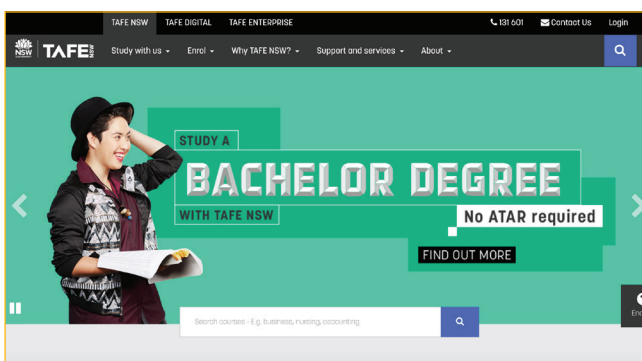 TAFE NSW TAFE DIGITAL TAFE ENTERPRISE 131 601 Contact Us Login
NSW TAFE NSW Study with us Enrol Why TAFE NSW? Support and services About
STUDY A
BACHELOR DEGREE
WITH TAFE NSW
No ATAR required
FIND OUT MORE
Search courses - E.g. business, nursing, accounting